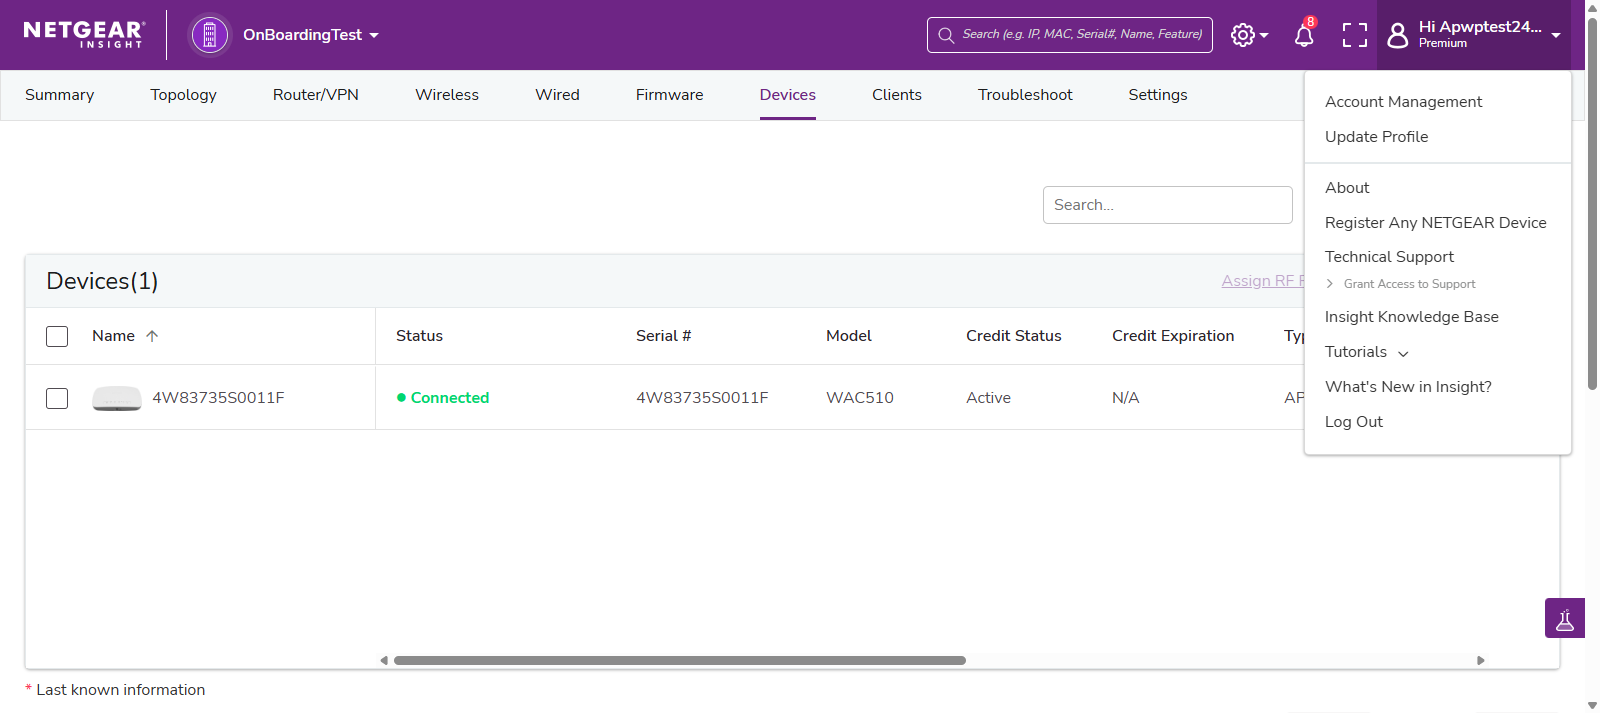 NETGEAR®
INSIGHT
OnBoardingTest
Search (e.g. IP, MAC, Serial#, Name, Feature)
8
Hi Apwptest24...
Premium
Summary Topology Router/VPN Wireless Wired Firmware Devices Clients Troubleshoot Settings
Account Management
Update Profile
About
Register Any NETGEAR Device
Technical Support
Grant Access to Support
Insight Knowledge Base
Tutorials
What's New in Insight?
Log Out
Search...
Devices(1)
Assign RF
Name Status Serial # Model Credit Status Credit Expiration
4W83735S0011F Connected 4W83735S0011F WAC510 Active N/A AP
* Last known information